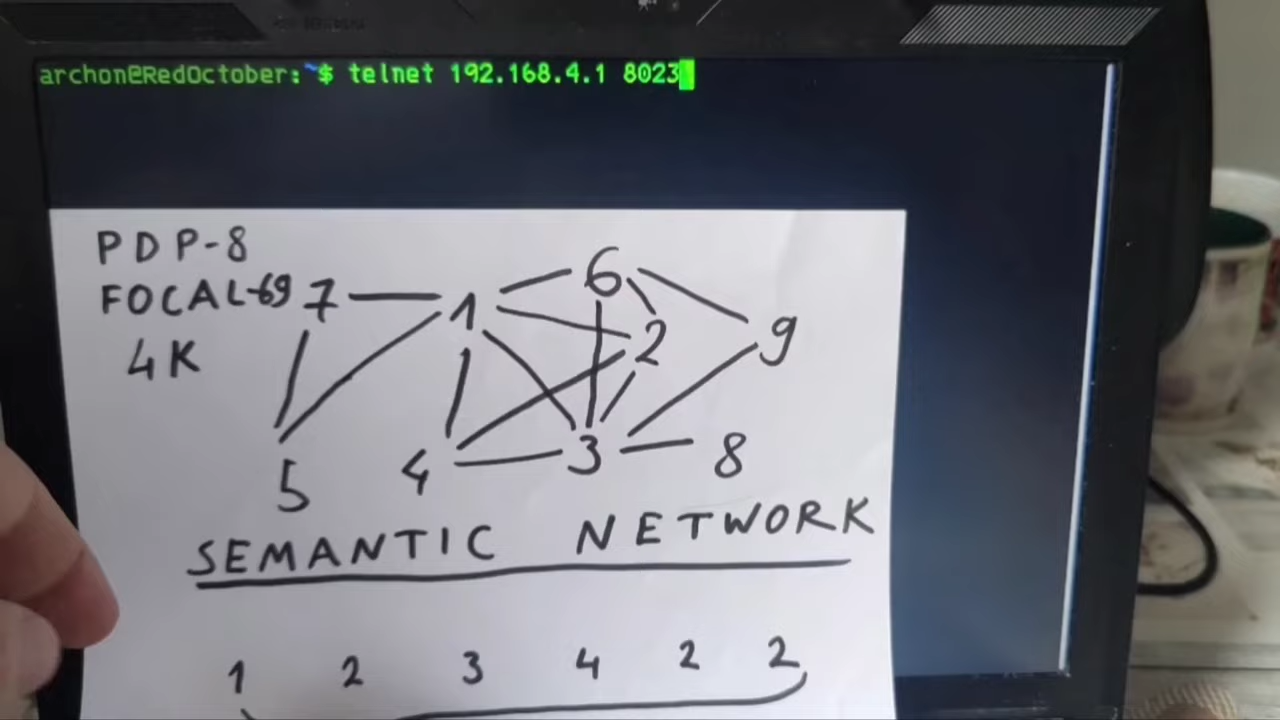 archon@RedOctober:~$ telnet 192.168.4.1 8023
PDP-8
FOCAL-69
4K
6
7 1
2 9
5 4 3 8
SEMANTIC NETWORK
1 2 3 4 2 2